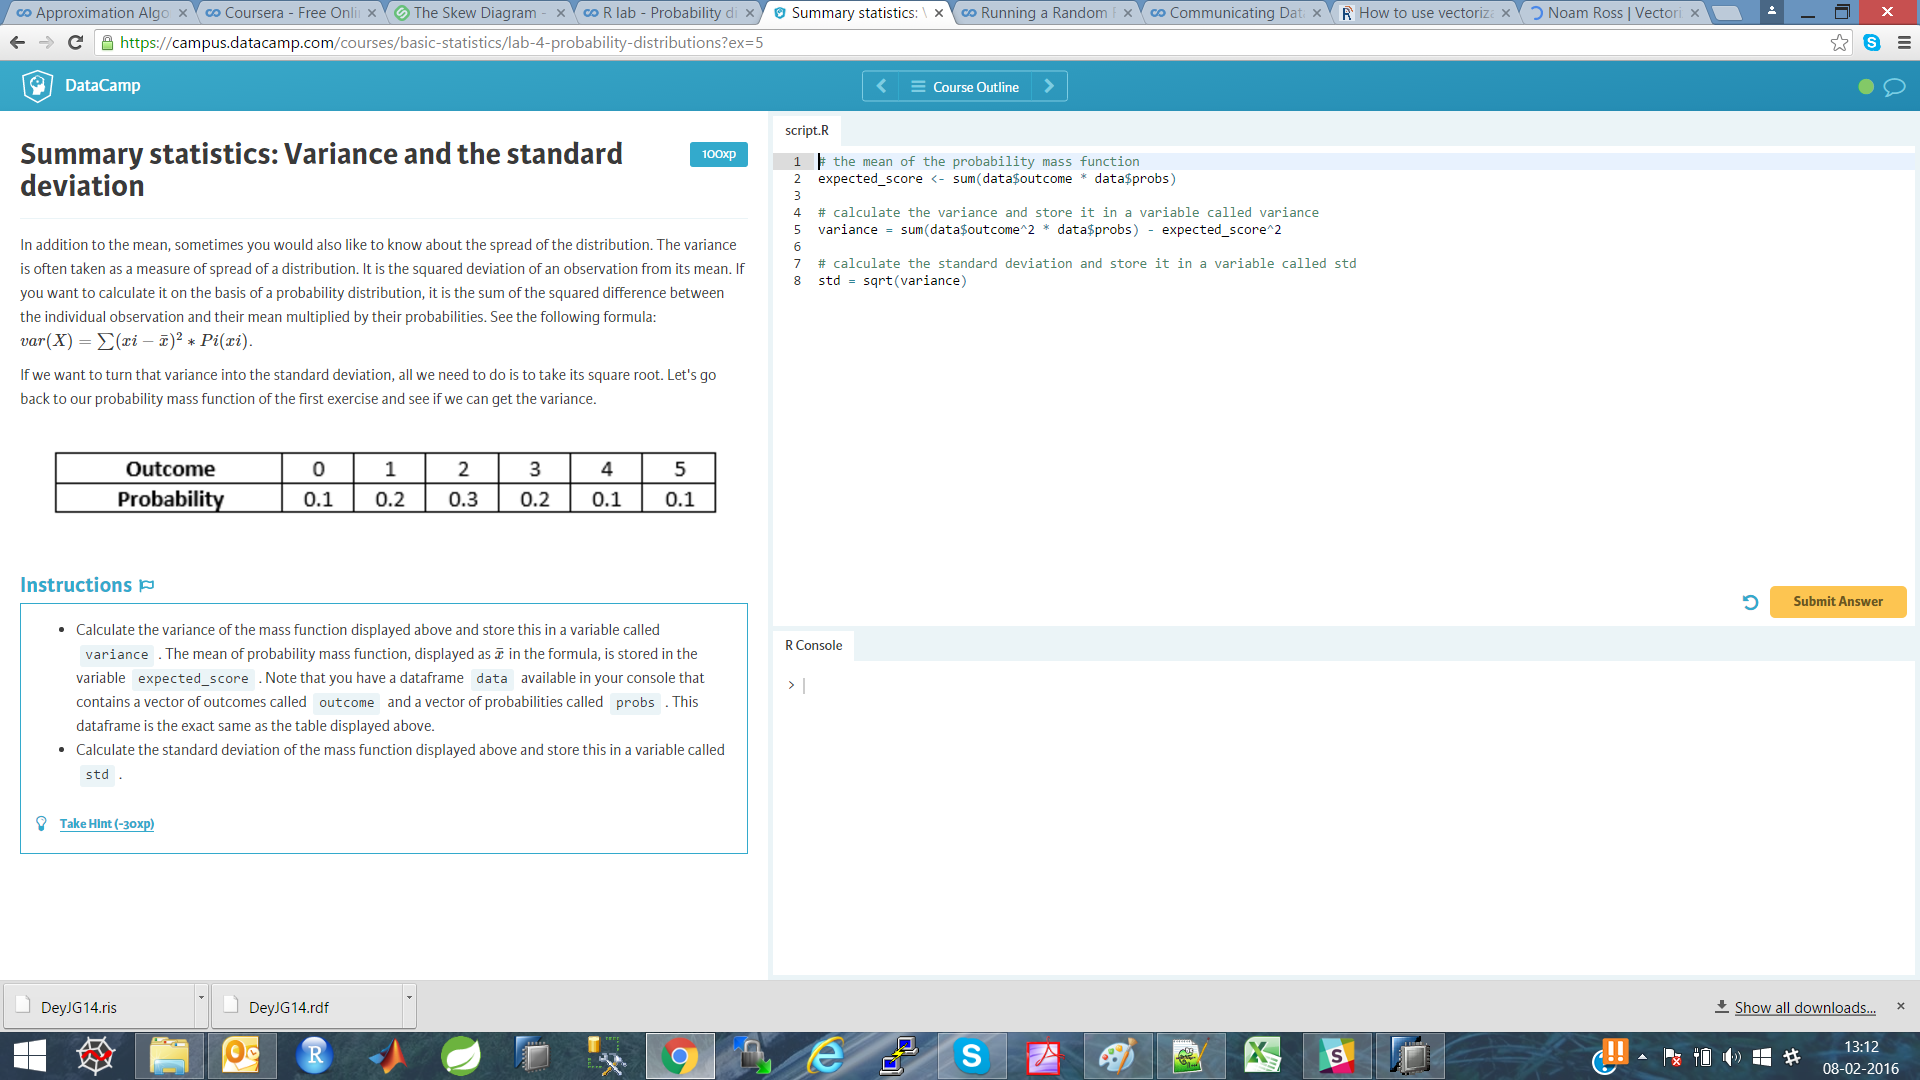 Approximation Algo
Coursera - Free Onli
The Skew Diagram -
R lab - Probability di
Summary statistics: V
Running a Random F
Communicating Dat
How to use vectoriz
Noam Ross | Vectori
https://campus.datacamp.com/courses/basic-statistics/lab-4-probability-distributions?ex=5
DataCamp
Course Outline
Summary statistics: Variance and the standard
deviation
100xp
In addition to the mean, sometimes you would also like to know about the spread of the distribution. The variance
is often taken as a measure of spread of a distribution. It is the squared deviation of an observation from its mean. If
you want to calculate it on the basis of a probability distribution, it is the sum of the squared difference between
the individual observation and their mean multiplied by their probabilities. See the following formula:
var(X) = ∑(xi − x̄)² ∗ Pi(xi).
If we want to turn that variance into the standard deviation, all we need to do is to take its square root. Let's go
back to our probability mass function of the first exercise and see if we can get the variance.
Outcome 0 1 2 3 4 5
Probability 0.1 0.2 0.3 0.2 0.1 0.1
Instructions
• Calculate the variance of the mass function displayed above and store this in a variable called
variance . The mean of probability mass function, displayed as x̄ in the formula, is stored in the
variable expected_score . Note that you have a dataframe data available in your console that
contains a vector of outcomes called outcome and a vector of probabilities called probs . This
dataframe is the exact same as the table displayed above.
• Calculate the standard deviation of the mass function displayed above and store this in a variable called
std .
Take Hint (-30xp)
script.R
1 # the mean of the probability mass function
2 expected_score <- sum(data$outcome * data$probs)
3
4 # calculate the variance and store it in a variable called variance
5 variance = sum(data$outcome^2 * data$probs) - expected_score^2
6
7 # calculate the standard deviation and store it in a variable called std
8 std = sqrt(variance)
Submit Answer
R Console
>
DeyJG14.ris
DeyJG14.rdf
Show all downloads...
13:12
08-02-2016